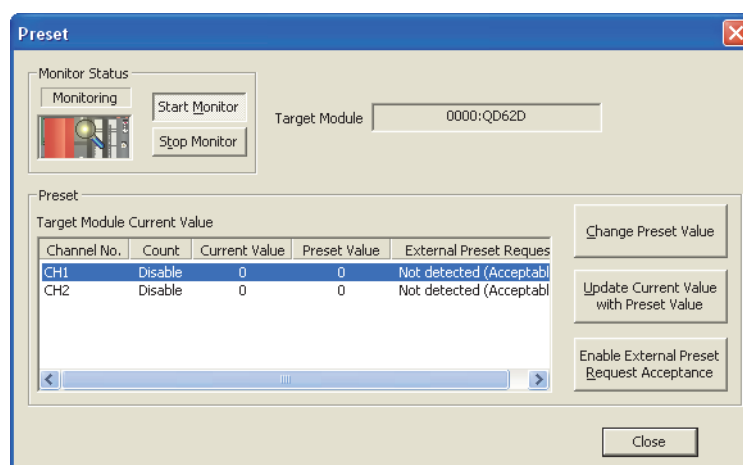 Preset
Monitor Status
Monitoring
Start Monitor
Stop Monitor
Target Module
0000:QD62D
Preset
Target Module Current Value
Channel No. Count Current Value Preset Value External Preset Reques
CH1 Disable 0 0 Not detected (Acceptabl
CH2 Disable 0 0 Not detected (Acceptabl
Change Preset Value
Update Current Value
with Preset Value
Enable External Preset
Request Acceptance
Close